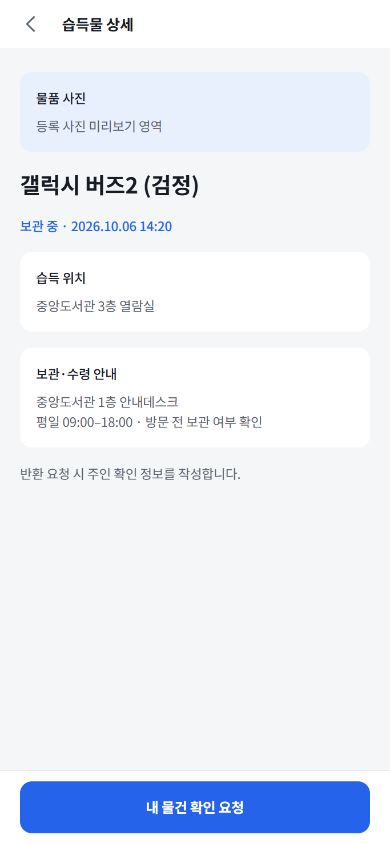 습득물 상세
물품 사진
등록 사진 미리보기 영역
갤럭시 버즈2 (검정)
보관 중 · 2026.10.06 14:20
습득 위치
중앙도서관 3층 열람실
보관·수령 안내
중앙도서관 1층 안내데스크
평일 09:00–18:00 · 방문 전 보관 여부 확인
반환 요청 시 주인 확인 정보를 작성합니다.
내 물건 확인 요청